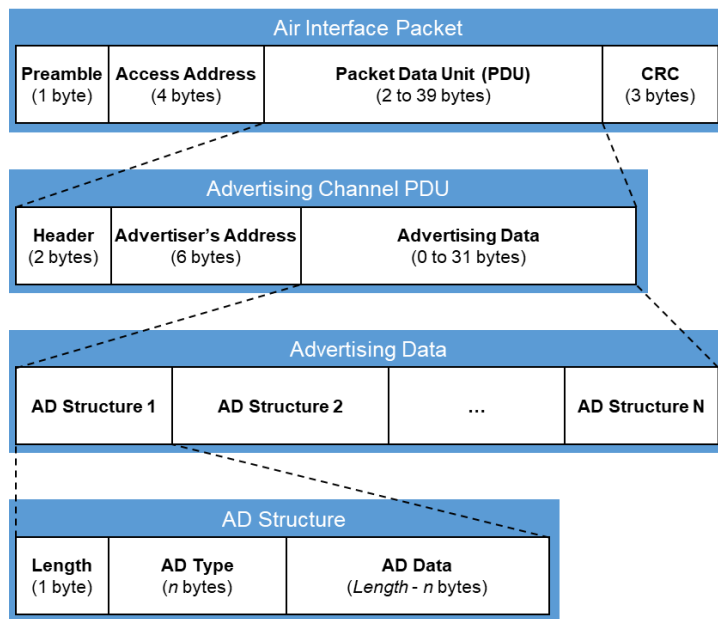 Air Interface Packet
Preamble
(1 byte)
Access Address
(4 bytes)
Packet Data Unit (PDU)
(2 to 39 bytes)
CRC
(3 bytes)
Advertising Channel PDU
Header
(2 bytes)
Advertiser's Address
(6 bytes)
Advertising Data
(0 to 31 bytes)
Advertising Data
AD Structure 1
AD Structure 2
...
AD Structure N
AD Structure
Length
(1 byte)
AD Type
(n bytes)
AD Data
(Length - n bytes)